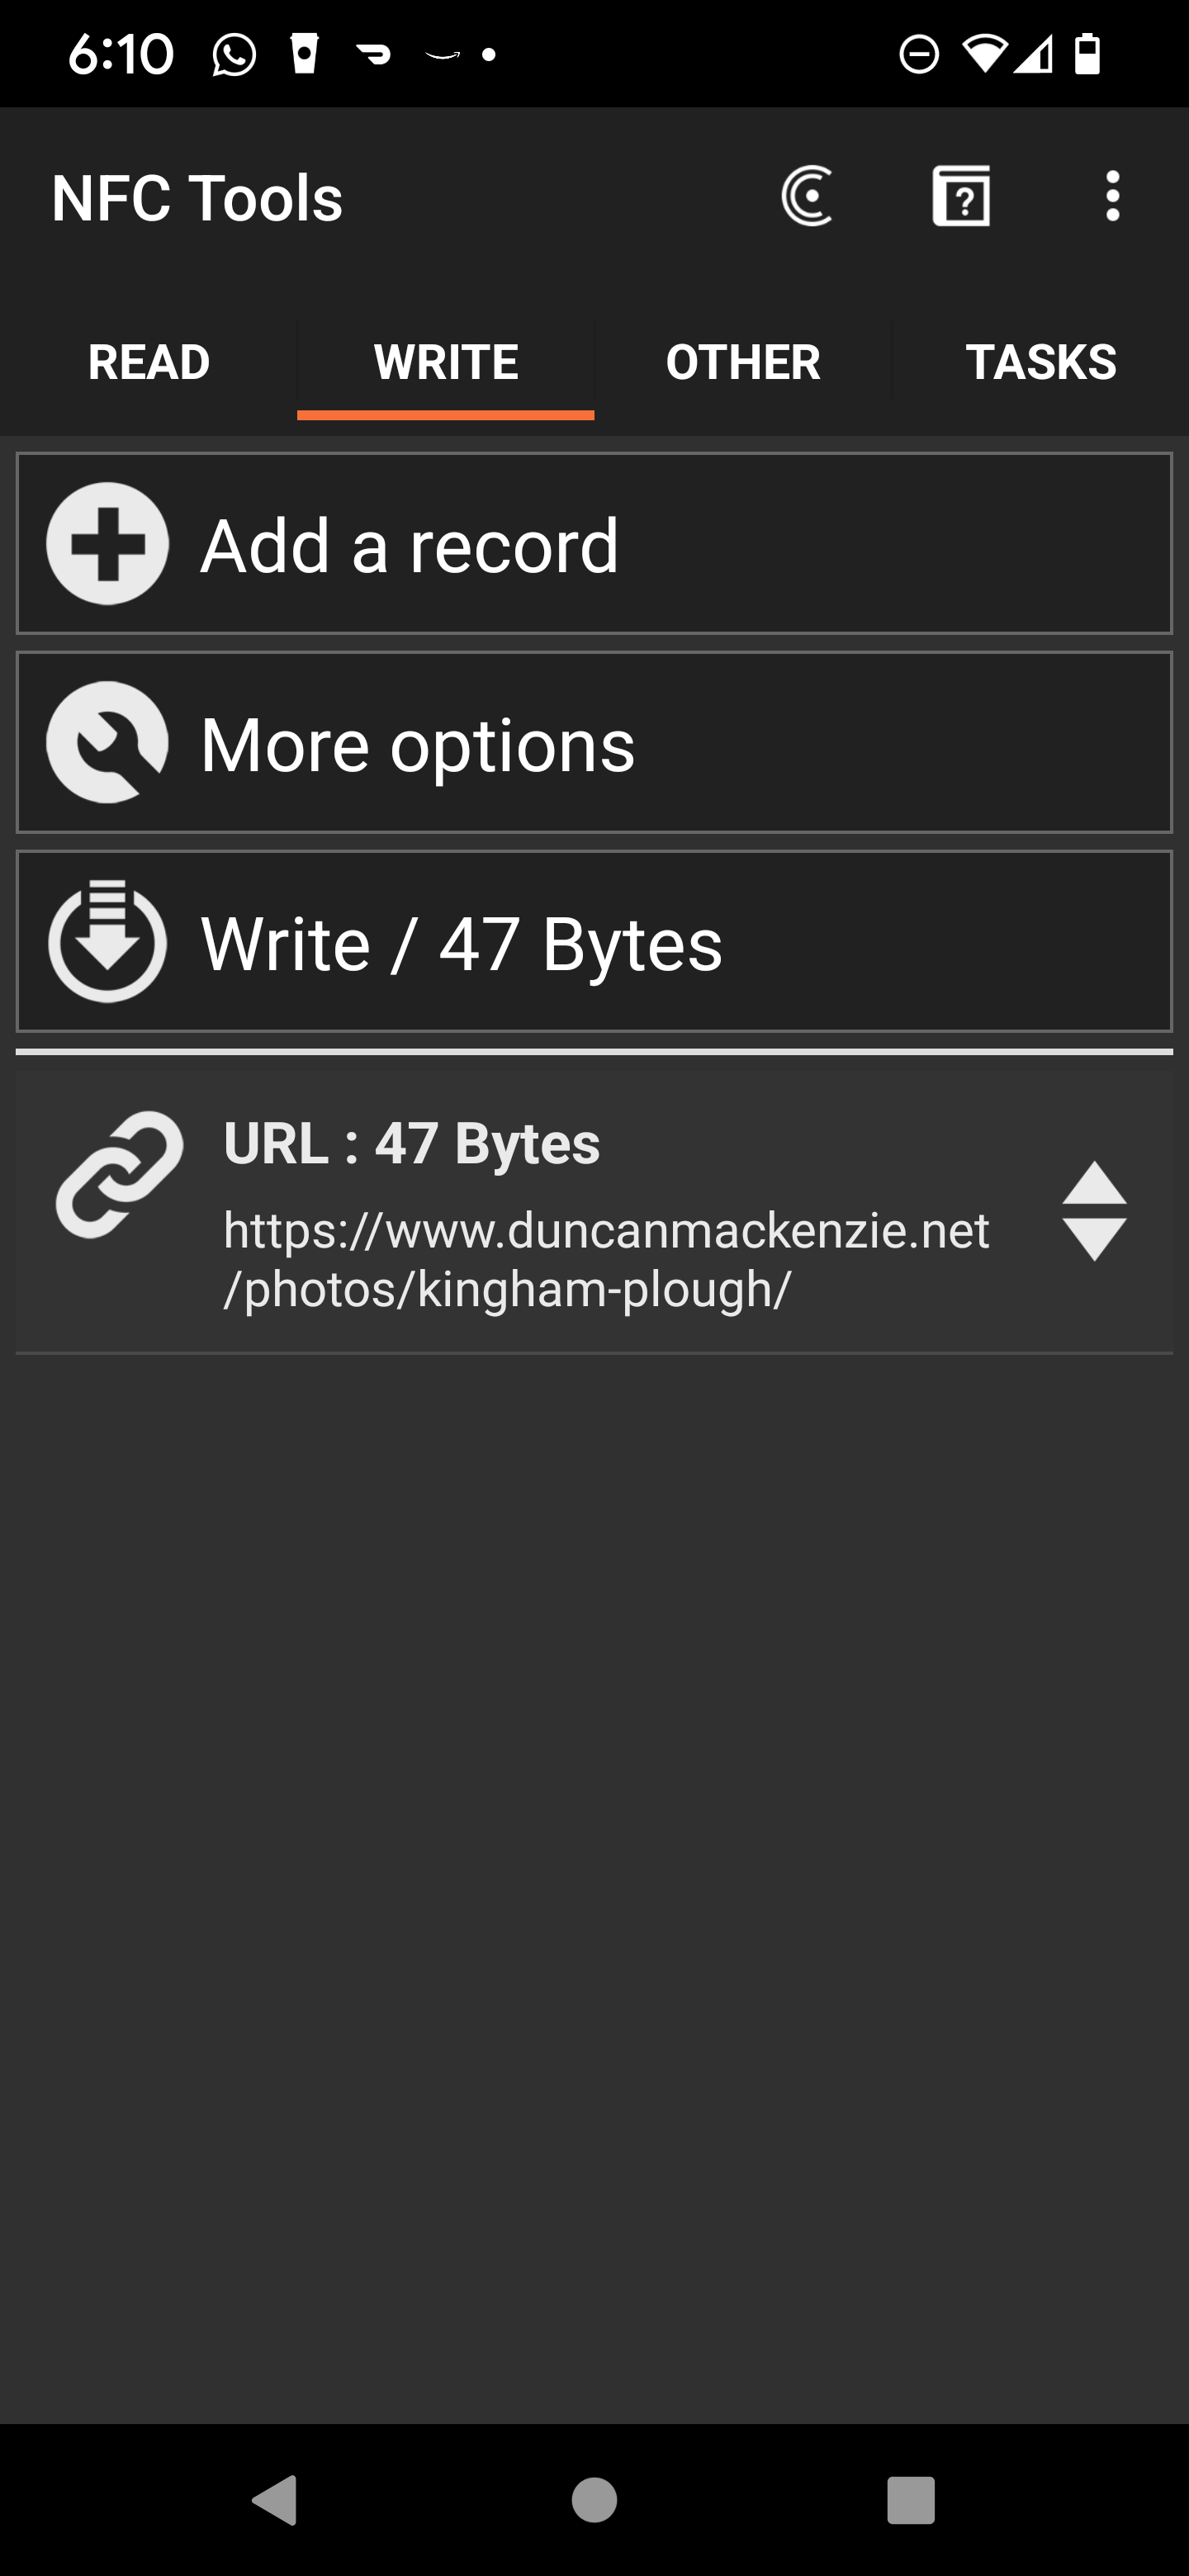 6:10
NFC Tools
?
READ WRITE OTHER TASKS
Add a record
More options
Write / 47 Bytes
URL : 47 Bytes
https://www.duncanmackenzie.net
/photos/kingham-plough/